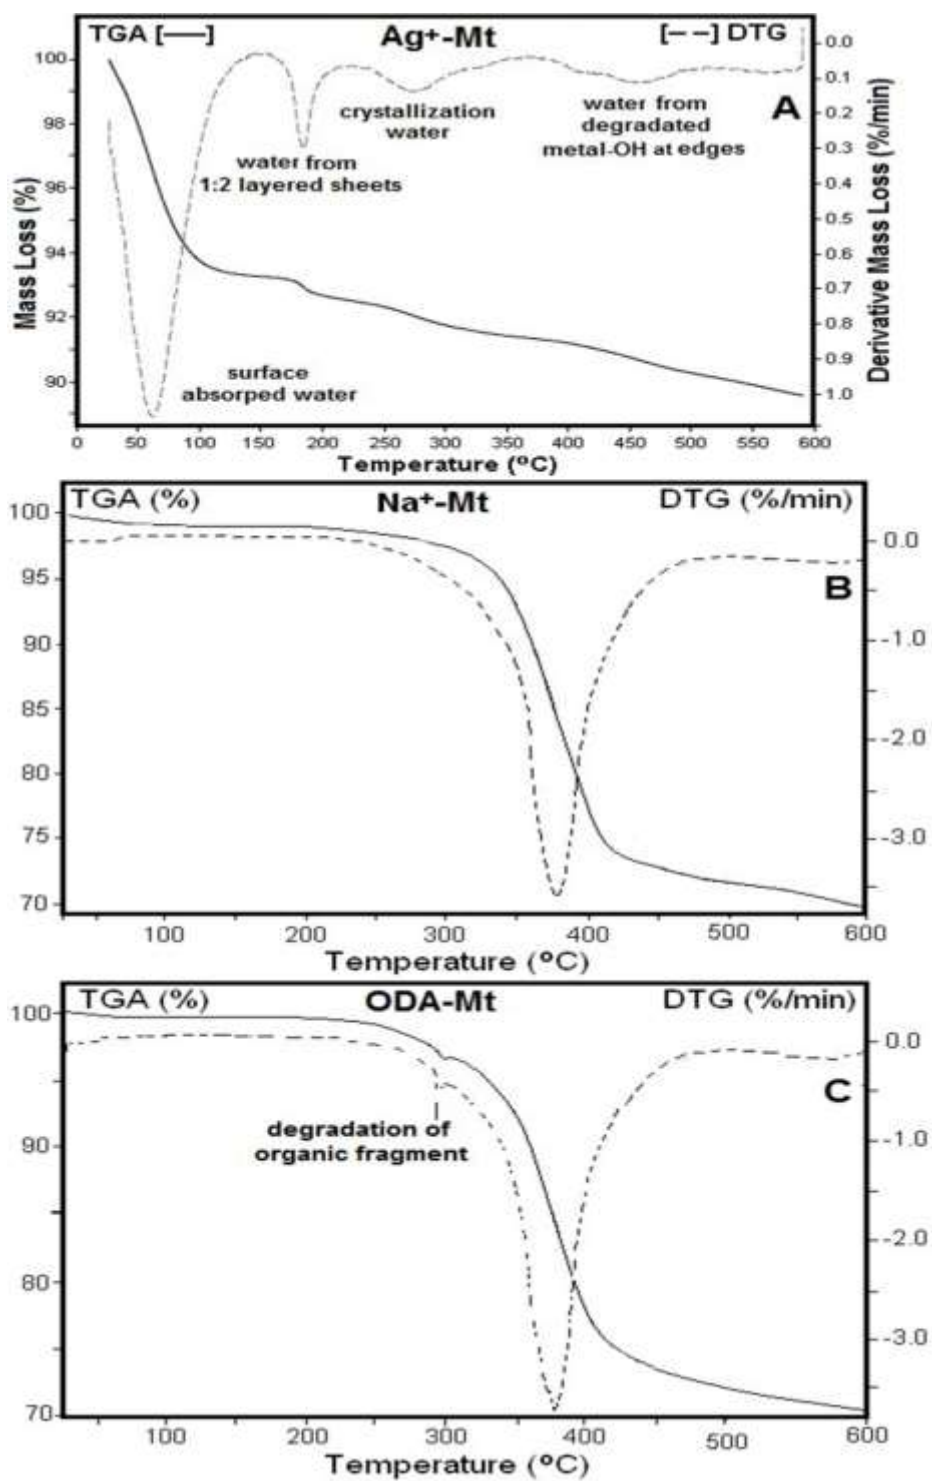 TGA [—] Ag⁺-Mt [– –] DTG
100
98
96
94
92
90
Mass Loss (%)
0.0
0.1
0.2
0.3
0.4
0.5
0.6
0.7
0.8
0.9
1.0
Derivative Mass Loss (%/min)
A
crystallization
water
water from
degradated
metal-OH at edges
water from
1:2 layered sheets
surface
absorped water
0 50 100 150 200 250 300 350 400 450 500 550 600
Temperature (ºC)
TGA (%) Na⁺-Mt DTG (%/min)
100
95
90
85
80
75
70
0.0
-1.0
-2.0
-3.0
B
100 200 300 400 500 600
Temperature (ºC)
TGA (%) ODA-Mt DTG (%/min)
100
90
80
70
0.0
-1.0
-2.0
-3.0
C
degradation of
organic fragment
100 200 300 400 500 600
Temperature (ºC)